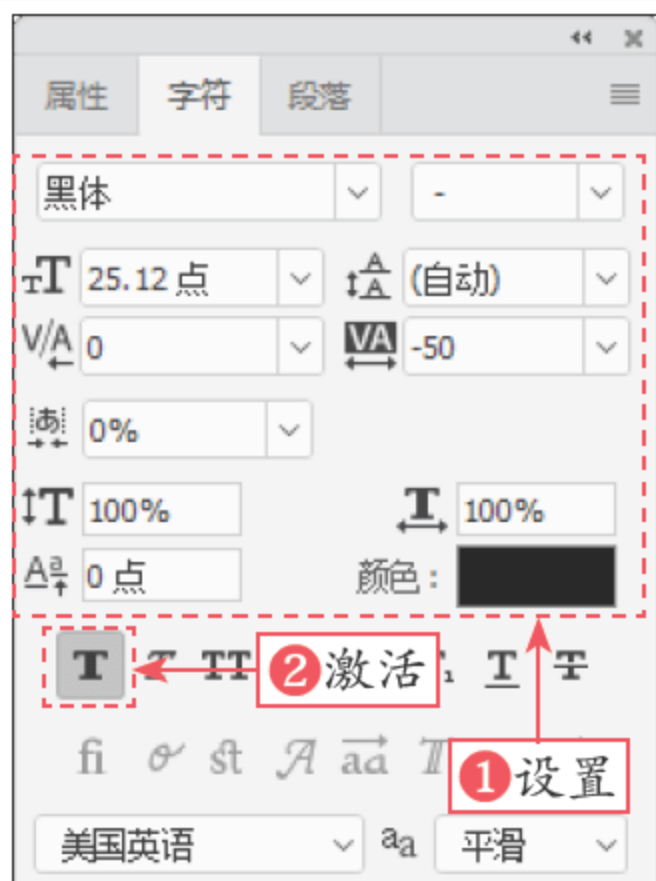 属性 字符 段落
黑体 -
25.12 点 (自动)
0 -50
0%
100% 100%
0 点 颜色：
❷激活
❶设置
美国英语 aa 平滑